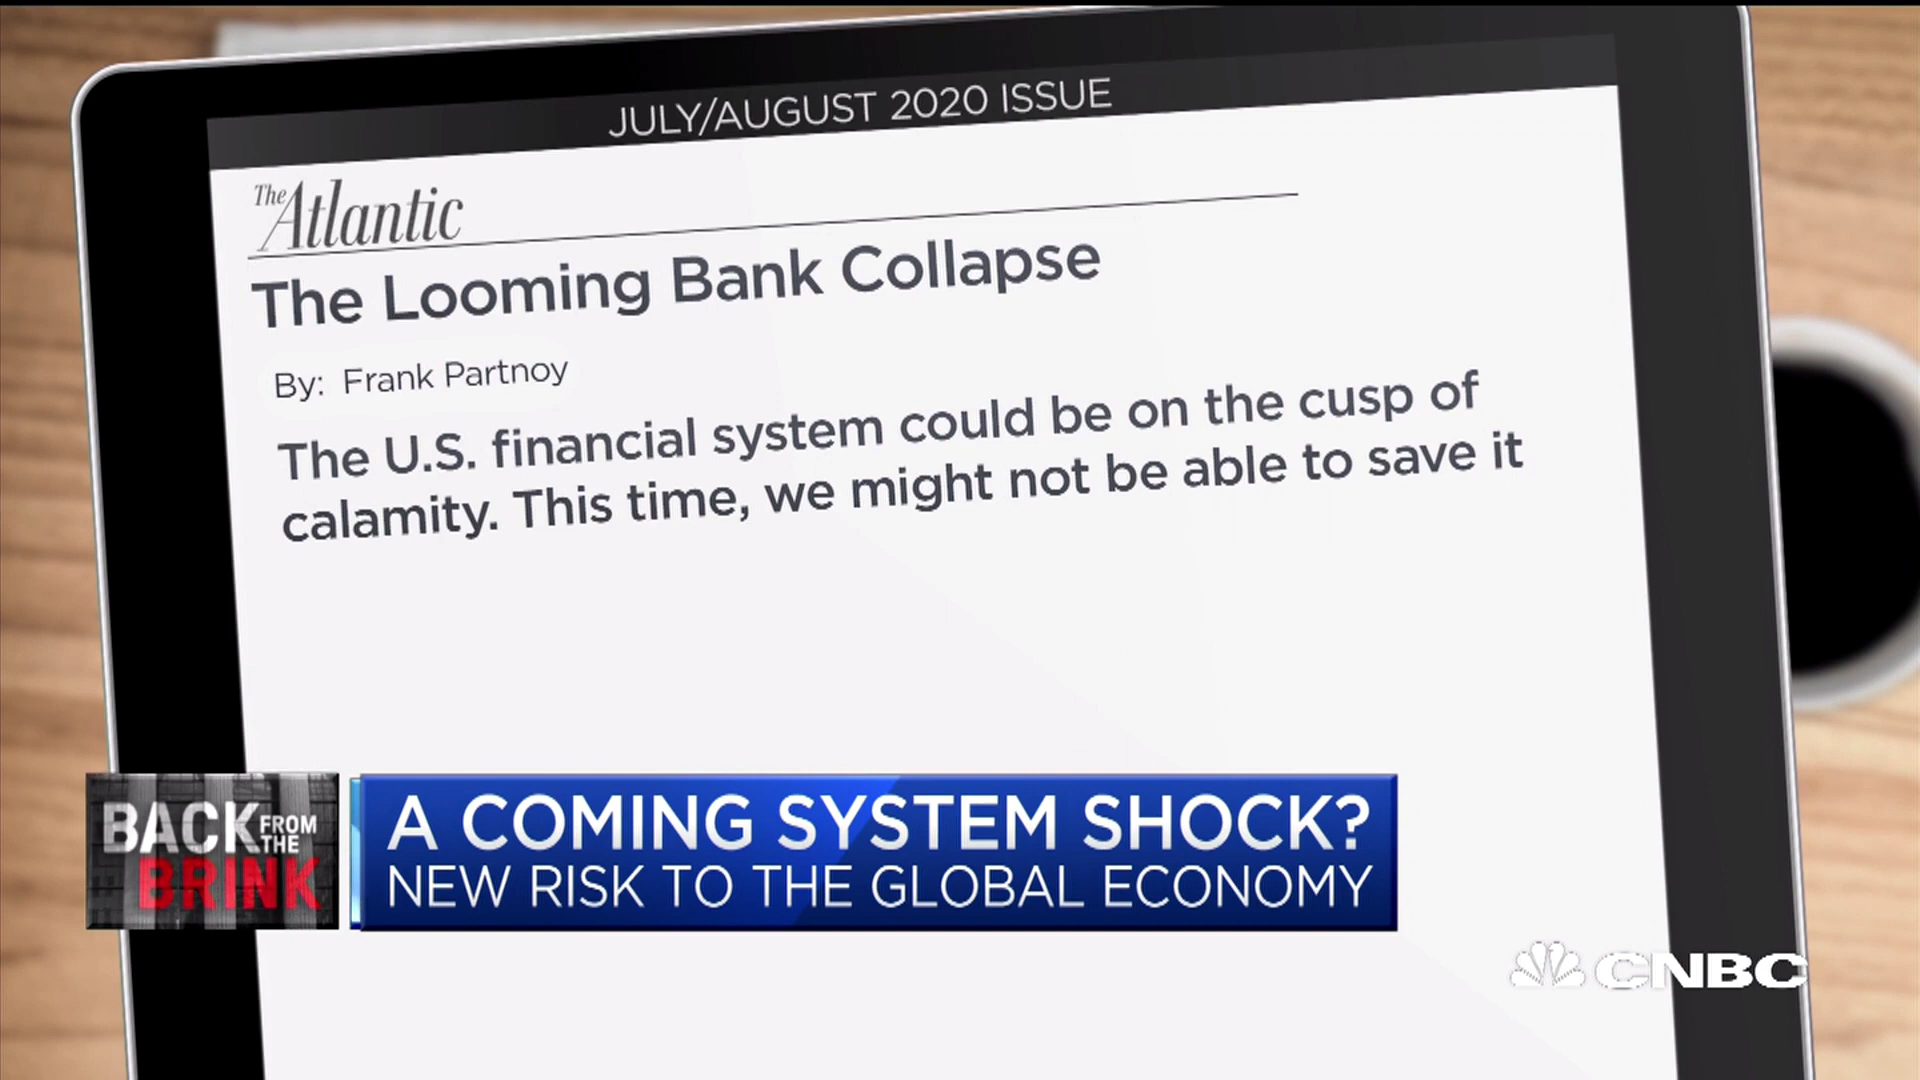 JULY/AUGUST 2020 ISSUE
The Atlantic
The Looming Bank Collapse
By: Frank Partnoy
The U.S. financial system could be on the cusp of
calamity. This time, we might not be able to save it
BACK FROM THE BRINK
A COMING SYSTEM SHOCK?
NEW RISK TO THE GLOBAL ECONOMY
CNBC